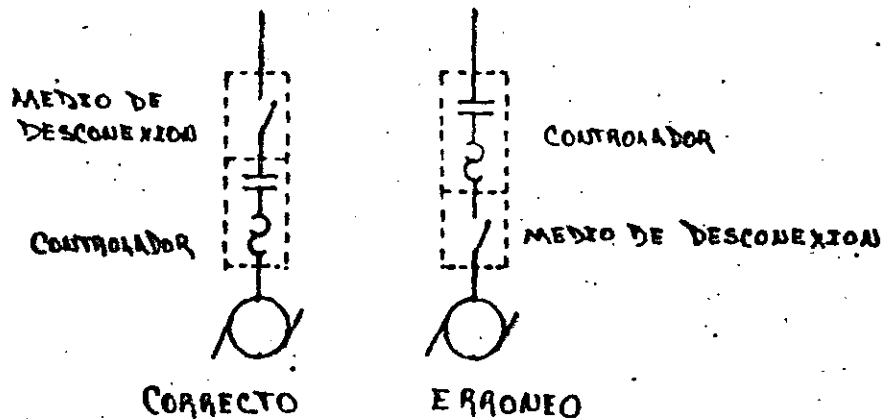 MEDIO DE
DESCONEXION
CONTROLADOR
CONTROLADOR
MEDIO DE DESCONEXION
CORRECTO
ERRONEO